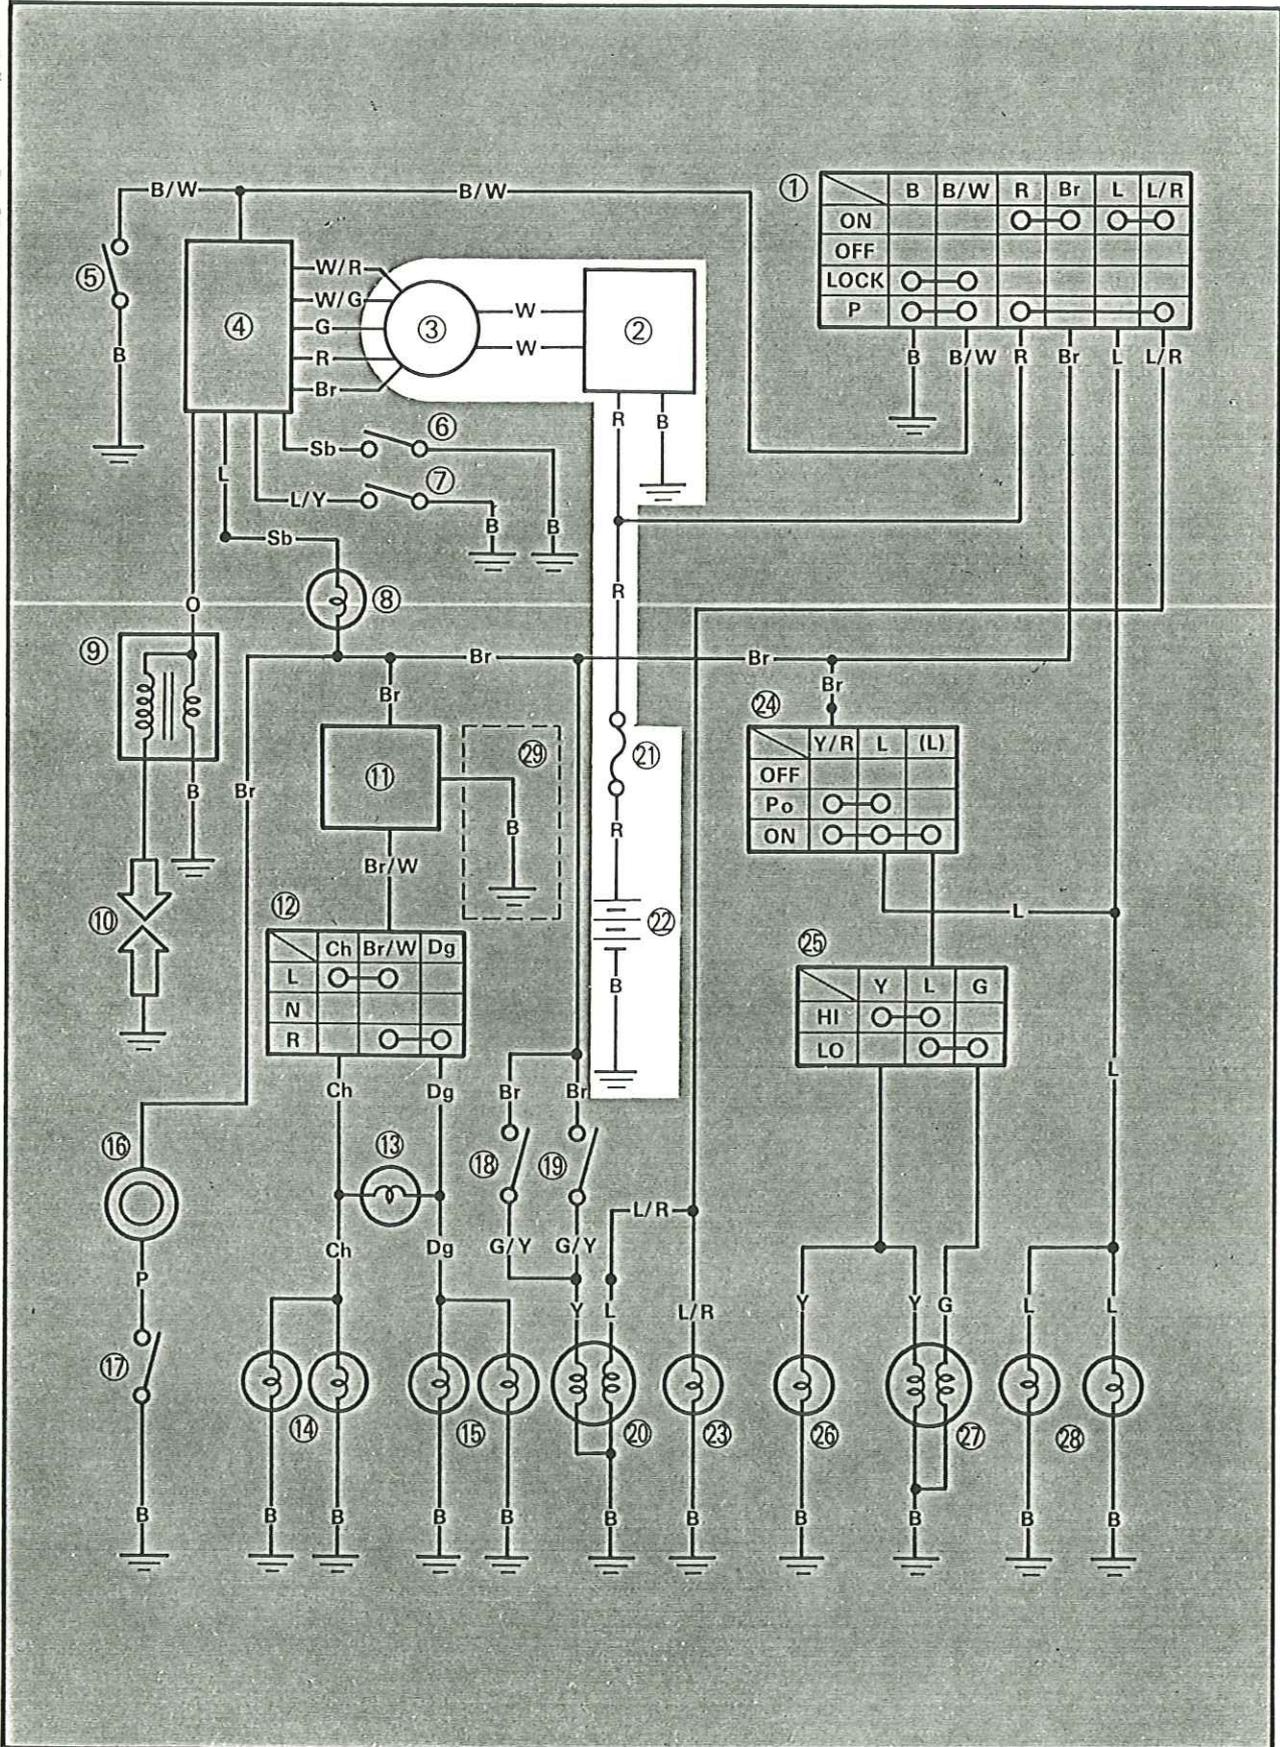 ① B B/W R Br L L/R
ON
OFF
LOCK
P
B B/W R Br L L/R
B/W B/W
⑤
B
④
W/R
W/G
G
R
Br
③
W
W
②
R B
Sb ⑥
L/Y ⑦
B B
L
Sb
⑧
R
O
⑨
Br Br
Br
Br
B
Br
⑪
㉙
B
Br/W
㉑
R
㉒
B
㉔ Y/R L (L)
OFF
Po
ON
L
⑩
⑫ Ch Br/W Dg
L
N
R
㉕ Y L G
HI
LO
L
Ch Dg Br Br
⑯
⑬
⑱ ⑲
L/R
Ch Dg G/Y G/Y
P
Y L L/R Y Y G L L
⑰
⑭ ⑮ ⑳ ㉓ ㉖ ㉗ ㉘
B B B B B B B B B B B